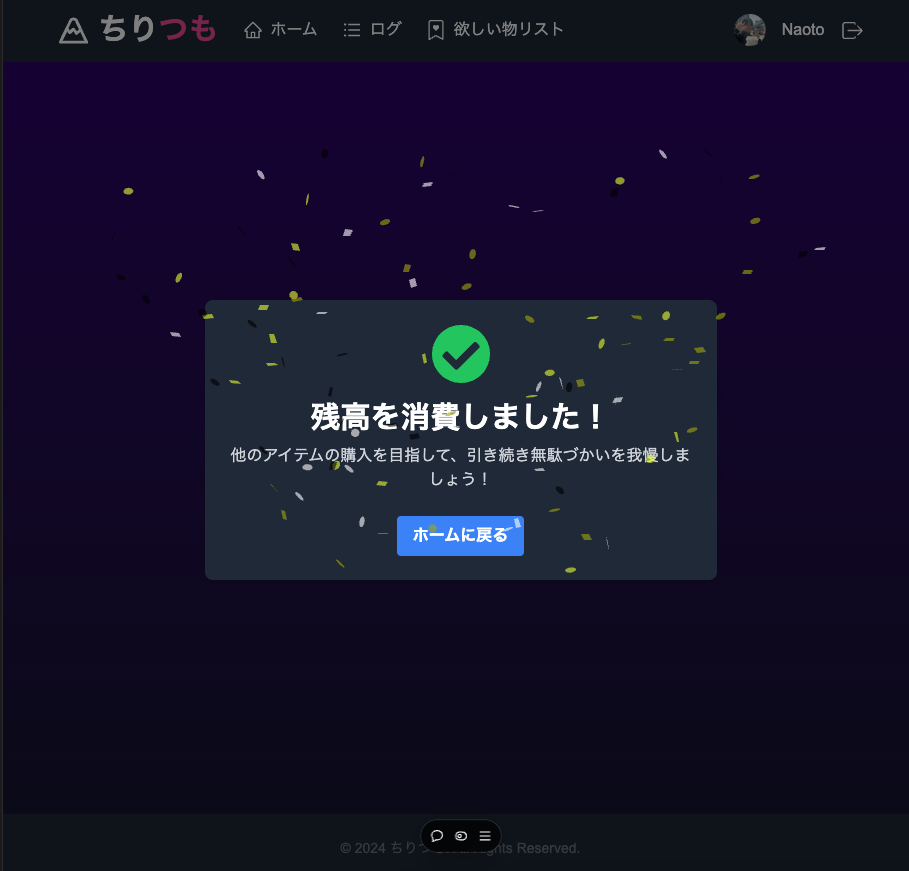 ちりつも ホーム ログ 欲しい物リスト Naoto
残高を消費しました！
他のアイテムの購入を目指して、引き続き無駄づかいを我慢しま
しょう！
ホームに戻る
© 2024 ちりつ ghts Reserved.